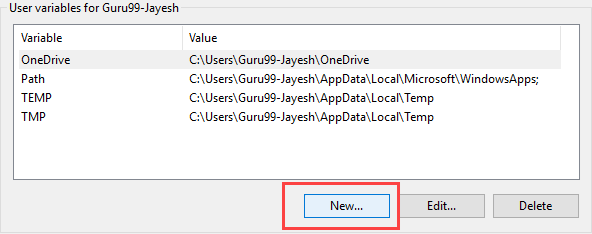 User variables for Guru99-Jayesh
Variable Value
OneDrive C:\Users\Guru99-Jayesh\OneDrive
Path C:\Users\Guru99-Jayesh\AppData\Local\Microsoft\WindowsApps;
TEMP C:\Users\Guru99-Jayesh\AppData\Local\Temp
TMP C:\Users\Guru99-Jayesh\AppData\Local\Temp
New... Edit... Delete